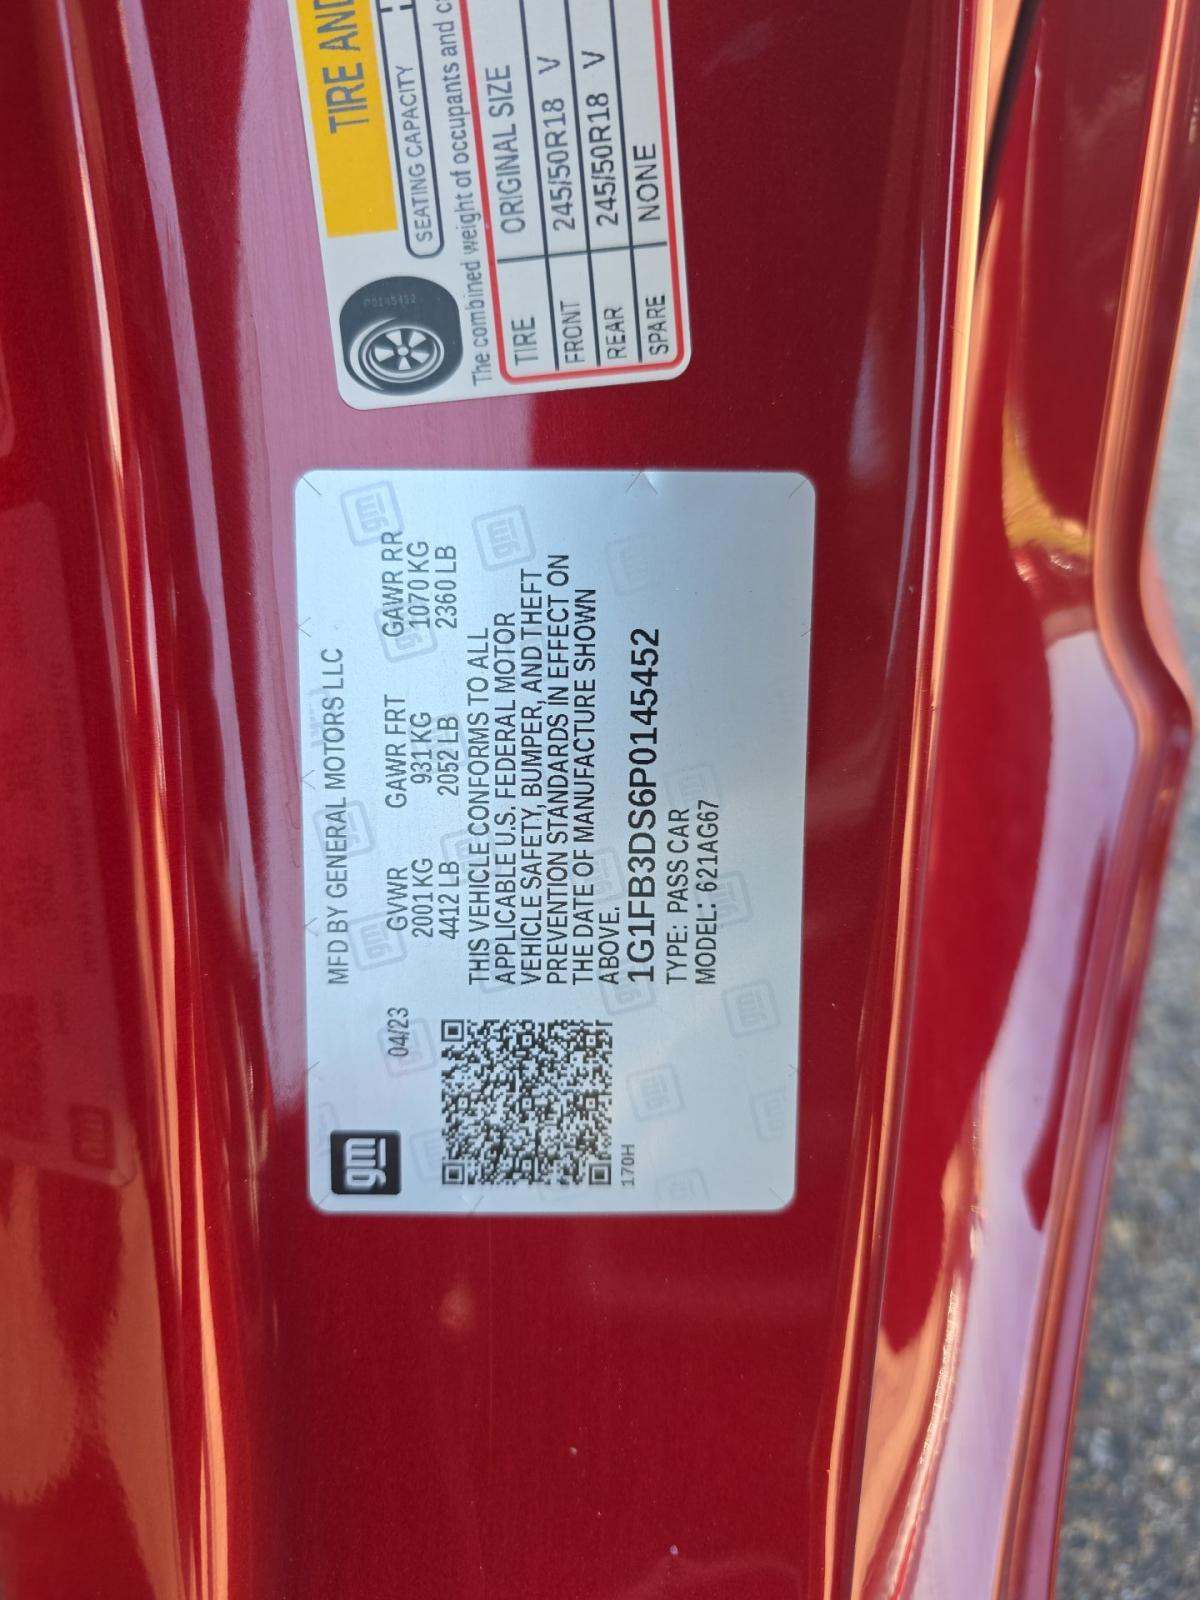 TIRE AND
SEATING CAPACITY
The combined weight of occupants and
TIRE ORIGINAL SIZE
FRONT 245/50R18 V
REAR 245/50R18 V
SPARE NONE
P0145452
gm
MFD BY GENERAL MOTORS LLC
04/23
GVWR GAWR FRT GAWR RR
2001 KG 931 KG 1070 KG
4412 LB 2052 LB 2360 LB
THIS VEHICLE CONFORMS TO ALL
APPLICABLE U.S. FEDERAL MOTOR
VEHICLE SAFETY, BUMPER, AND THEFT
PREVENTION STANDARDS IN EFFECT ON
THE DATE OF MANUFACTURE SHOWN
ABOVE.
1G1FB3DS6P0145452
TYPE: PASS CAR
MODEL: 621AG67
170H